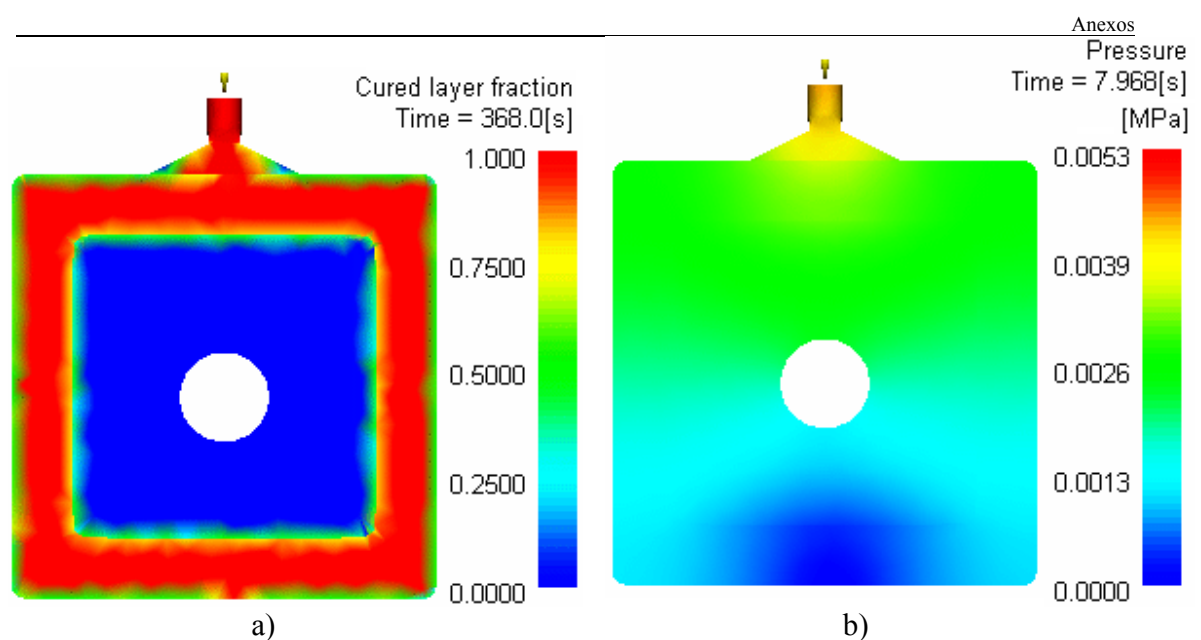 Anexos
Cured layer fraction
Time = 368.0[s]
1.000
0.7500
0.5000
0.2500
0.0000
a)
Pressure
Time = 7.968[s]
[MPa]
0.0053
0.0039
0.0026
0.0013
0.0000
b)